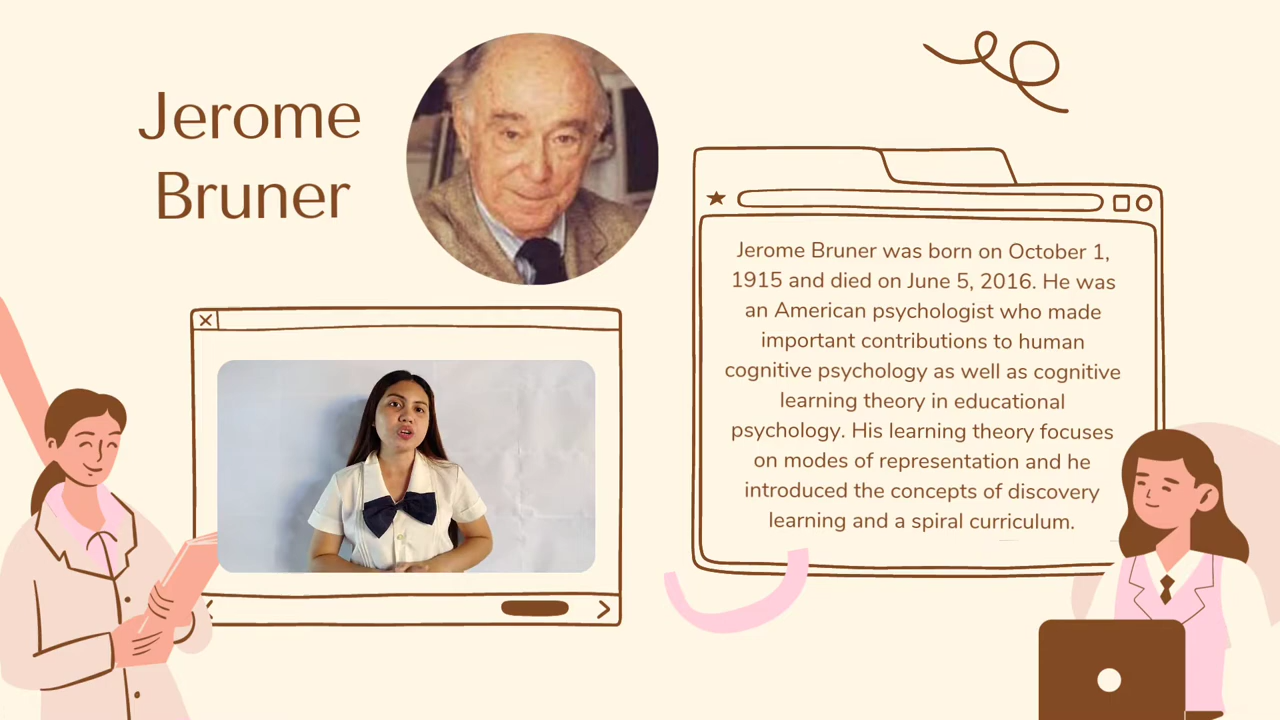 Jerome
Bruner
Jerome Bruner was born on October 1,
1915 and died on June 5, 2016. He was
an American psychologist who made
important contributions to human
cognitive psychology as well as cognitive
learning theory in educational
psychology. His learning theory focuses
on modes of representation and he
introduced the concepts of discovery
learning and a spiral curriculum.